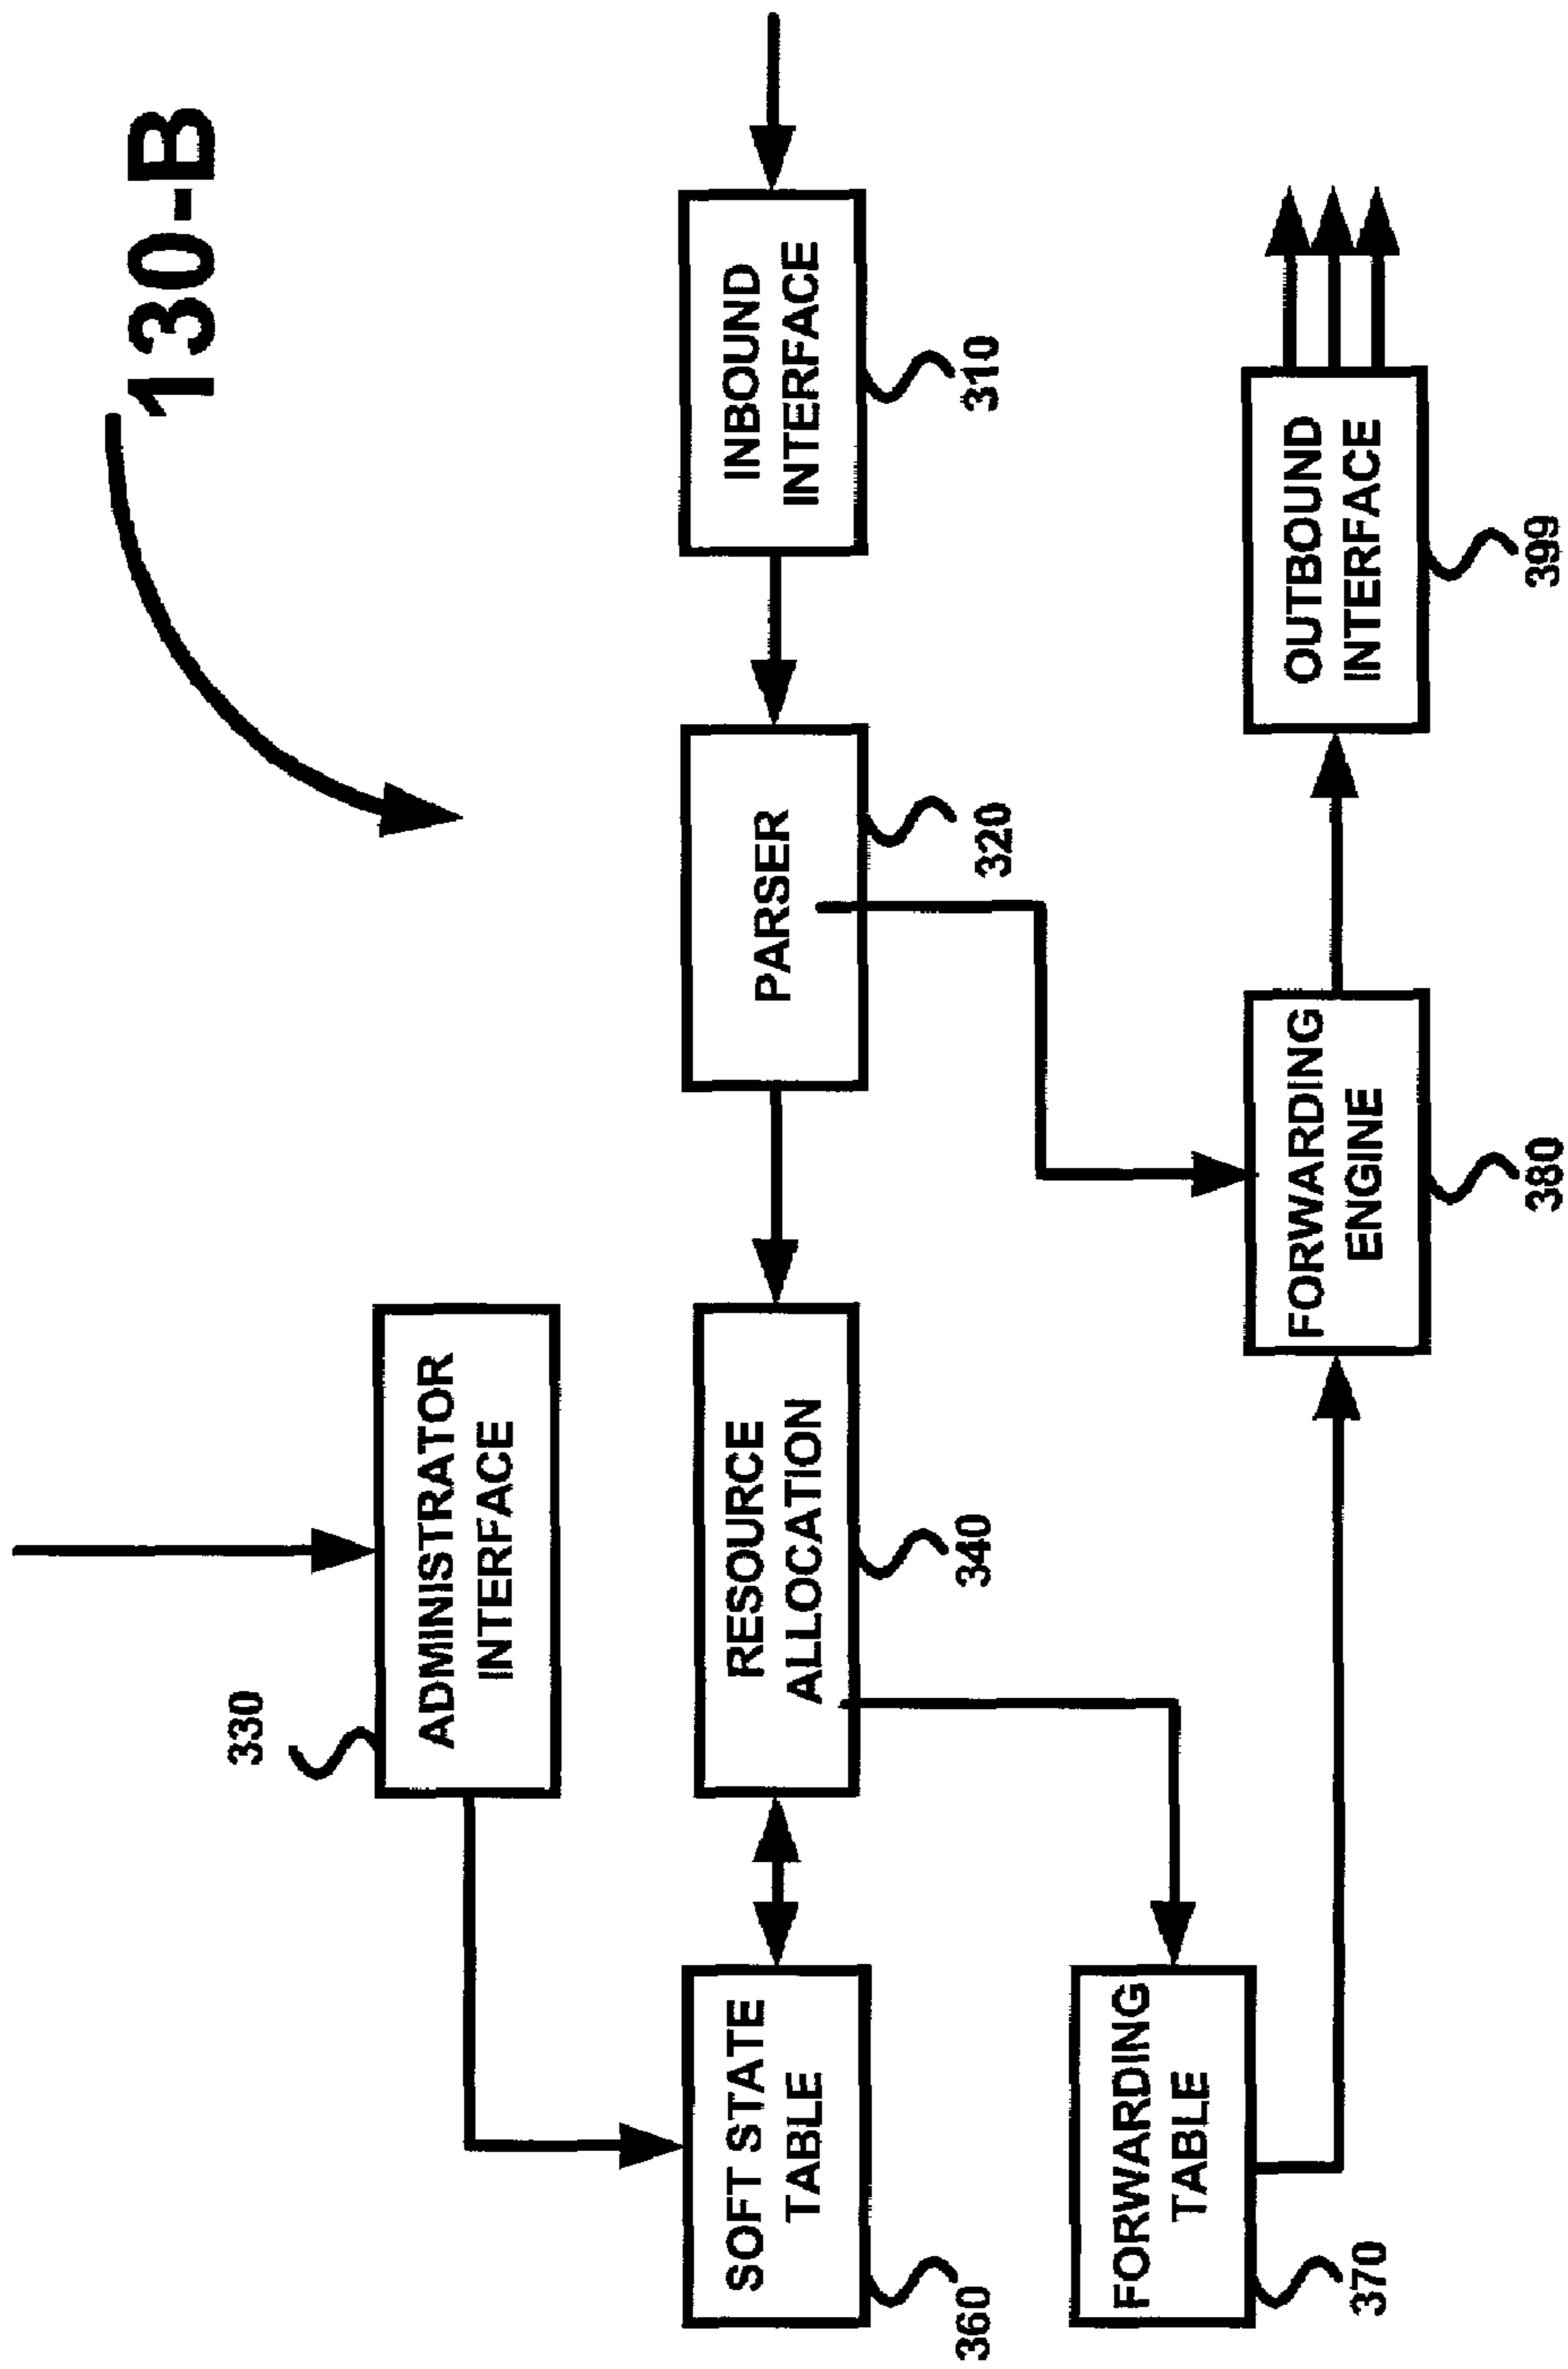 130-B
330
ADMINISTRATOR
INTERFACE
SOFT STATE
TABLE
360
RESOURCE
ALLOCATION
340
PARSER
320
INBOUND
INTERFACE
310
FORWARDING
TABLE
370
FORWARDING
ENGINE
380
OUTBOUND
INTERFACE
399